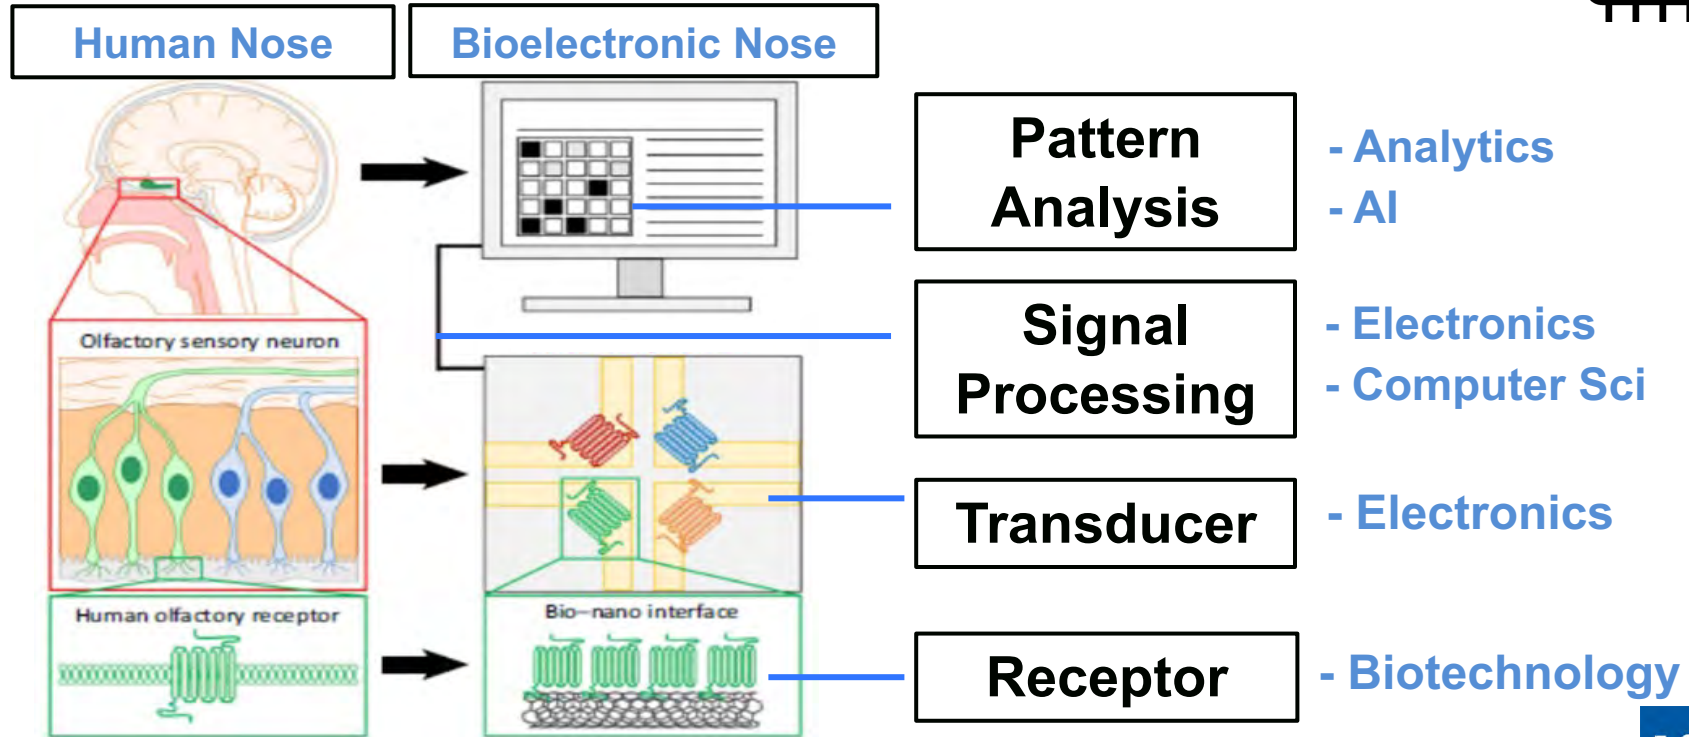 Human Nose
Bioelectronic Nose
Pattern
Analysis
- Analytics
- AI
Signal
Processing
- Electronics
- Computer Sci
Olfactory sensory neuron
Transducer
- Electronics
Human olfactory receptor
Bio–nano interface
Receptor
- Biotechnology